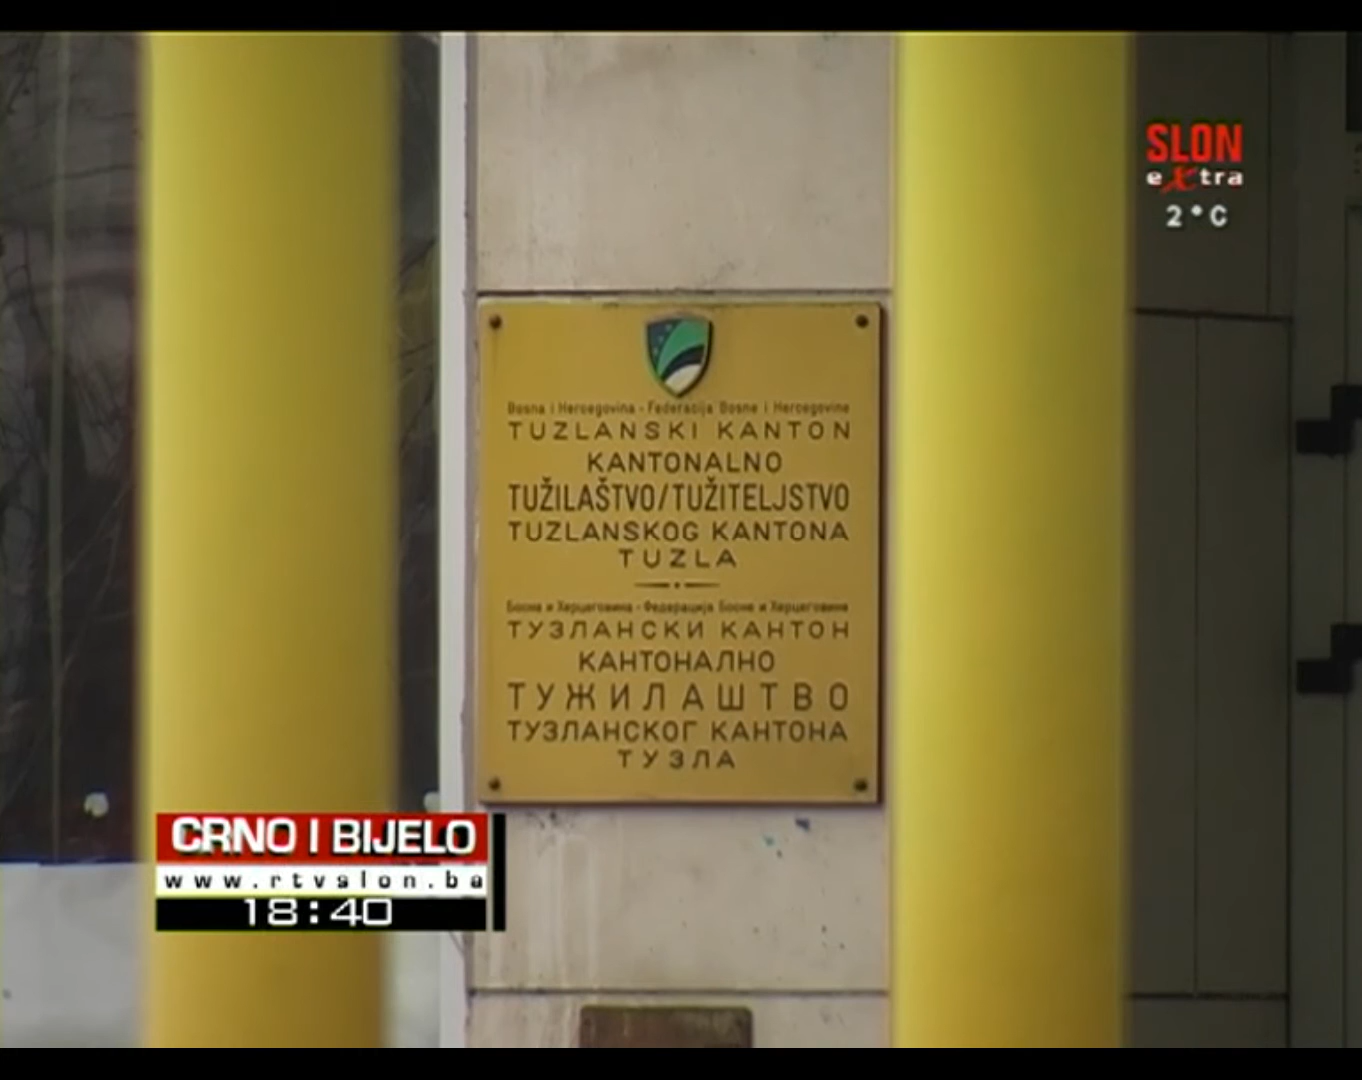 SLON
extra
2°C
Bosna i Hercegovina - Federacija Bosne i Hercegovine
TUZLANSKI KANTON
KANTONALNO
TUŽILAŠTVO/TUŽITELJSTVO
TUZLANSKOG KANTONA
TUZLA
Босна и Херцеговина - Федерација Босне и Херцеговине
ТУЗЛАНСКИ КАНТОН
КАНТОНАЛНО
ТУЖИЛАШТВО
ТУЗЛАНСКОГ КАНТОНА
ТУЗЛА
CRNO I BIJELO
www.rtvslon.ba
18:40